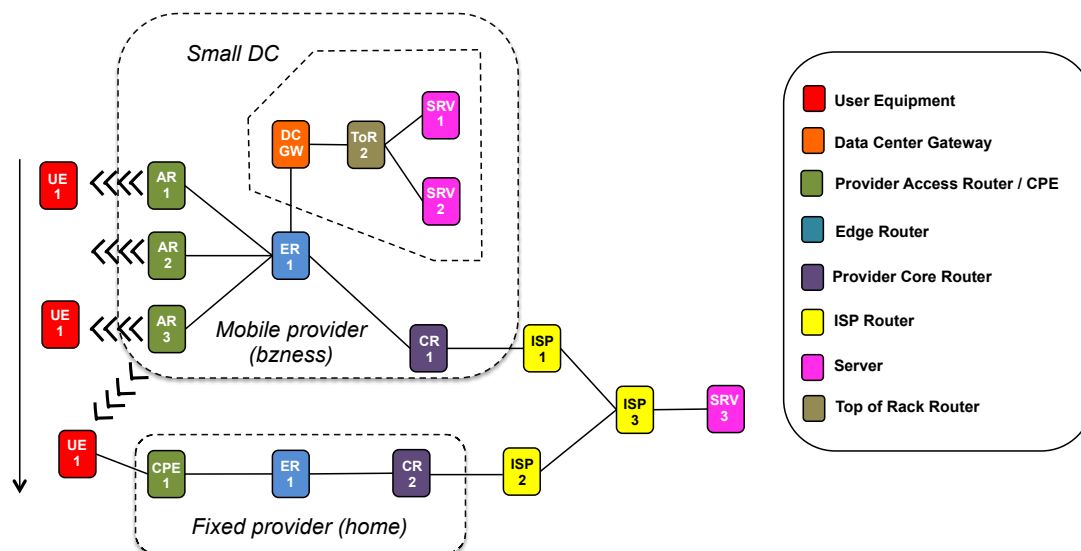 Small DC
SRV
1
DC
GW
ToR
2
SRV
2
UE
1
AR
1
AR
2
ER
1
UE
1
AR
3
Mobile provider
(bzness)
CR
1
ISP
1
ISP
3
SRV
3
UE
1
CPE
1
ER
1
CR
2
ISP
2
Fixed provider (home)
User Equipment
Data Center Gateway
Provider Access Router / CPE
Edge Router
Provider Core Router
ISP Router
Server
Top of Rack Router